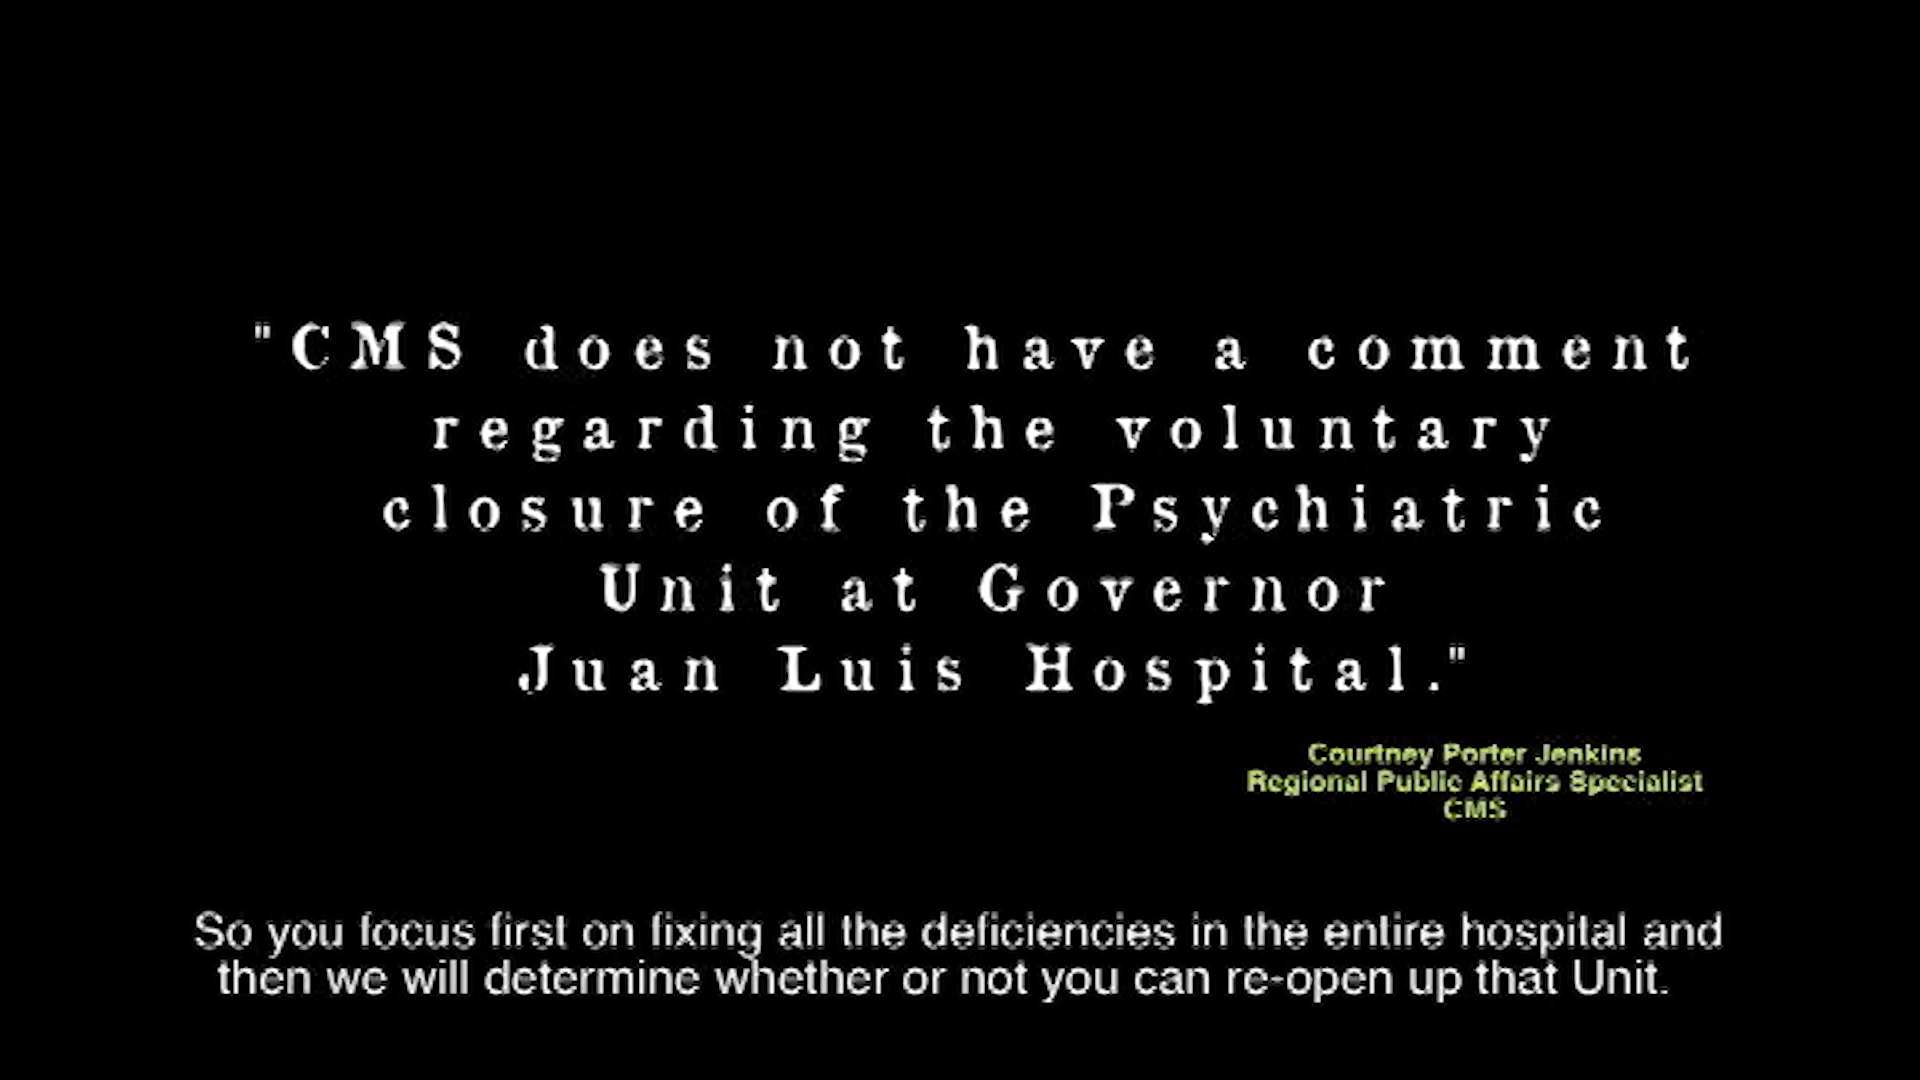 "CMS does not have a comment
regarding the voluntary
closure of the Psychiatric
Unit at Governor
Juan Luis Hospital."
Courtney Porter Jenkins
Regional Public Affairs Specialist
CMS
So you focus first on fixing all the deficiencies in the entire hospital and
then we will determine whether or not you can re-open up that Unit.